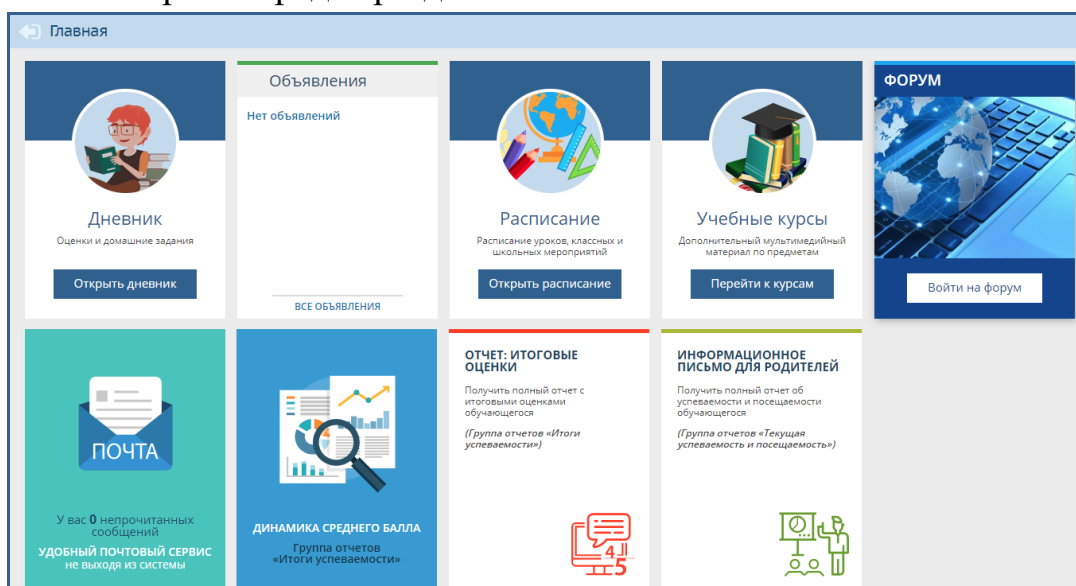 Главная
Дневник
Оценки и домашние задания
Открыть дневник
Объявления
Нет объявлений
ВСЕ ОБЪЯВЛЕНИЯ
Расписание
Расписание уроков, классных и
школьных мероприятий
Открыть расписание
Учебные курсы
Дополнительный мультимедийный
материал по предметам
Перейти к курсам
ФОРУМ
Войти на форум
ПОЧТА
У вас 0 непрочитанных
сообщений
УДОБНЫЙ ПОЧТОВЫЙ СЕРВИС
не выходя из системы
ДИНАМИКА СРЕДНЕГО БАЛЛА
Группа отчетов
«Итоги успеваемости»
ОТЧЕТ: ИТОГОВЫЕ
ОЦЕНКИ
Получить полный отчет с
итоговыми оценками
обучающегося
(Группа отчетов «Итоги
успеваемости»)
4
5
ИНФОРМАЦИОННОЕ
ПИСЬМО ДЛЯ РОДИТЕЛЕЙ
Получить полный отчет об
успеваемости и посещаемости
обучающегося
(Группа отчетов «Текущая
успеваемость и посещаемость»)